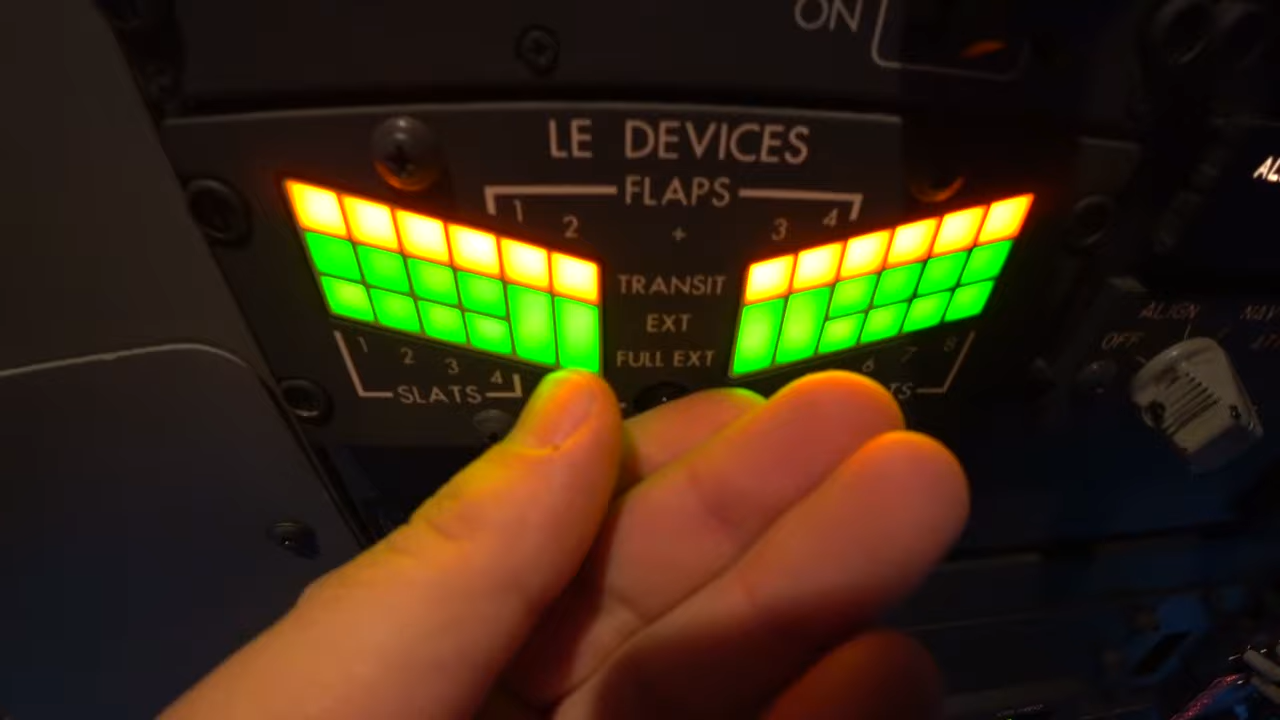 ON
LE DEVICES
FLAPS
1 2 + 3 4
TRANSIT
EXT
FULL EXT
1 2 3 4
6 7 8
SLATS
ALIGN
OFF